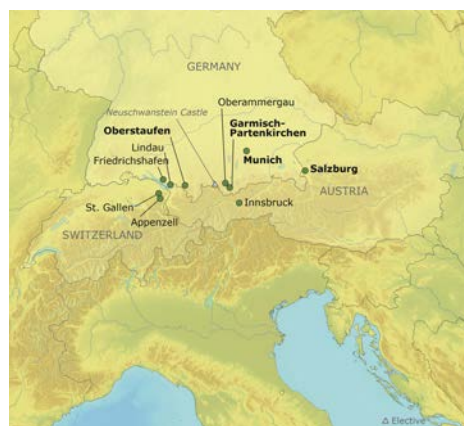 GERMANY
Oberammergau
Neuschwanstein Castle
Garmisch-
Partenkirchen
Oberstaufen
Lindau
Friedrichshafen
Munich
Salzburg
AUSTRIA
St. Gallen
Innsbruck
Appenzell
SWITZERLAND
△ Elective